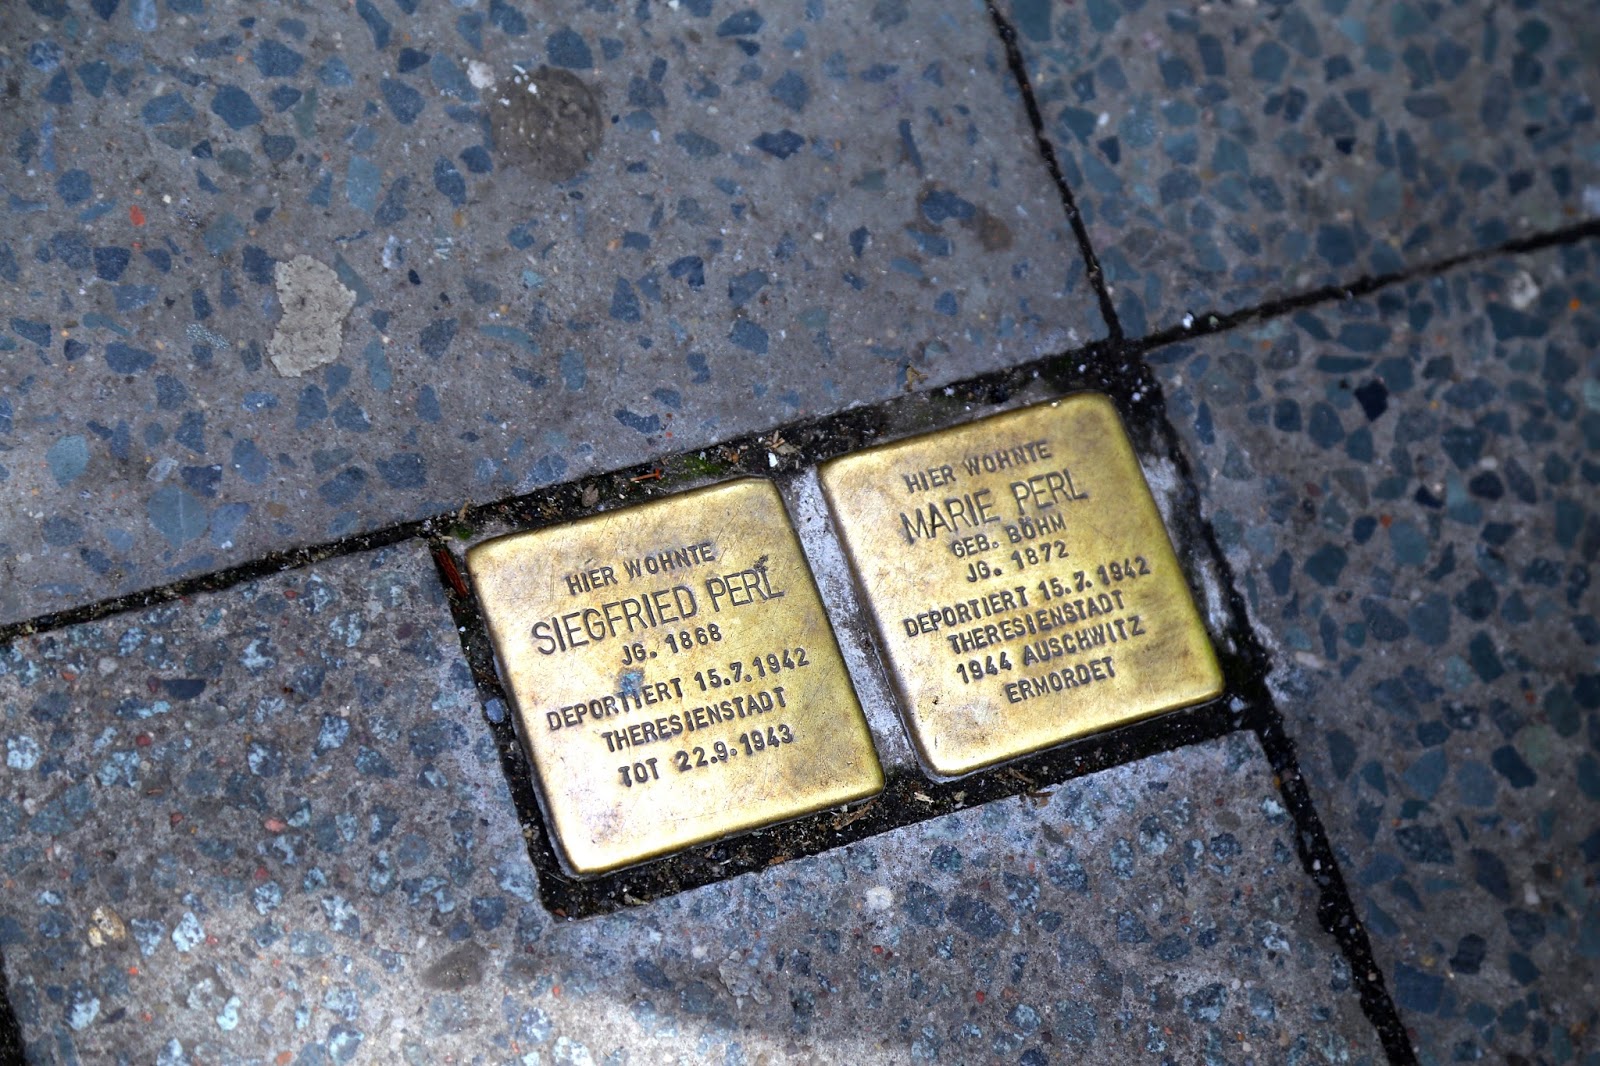 HIER WOHNTE
SIEGFRIED PERL
JG. 1868
DEPORTIERT 15.7.1942
THERESIENSTADT
TOT 22.9.1943
HIER WOHNTE
MARIE PERL
GEB. BÖHM
JG. 1872
DEPORTIERT 15.7.1942
THERESIENSTADT
1944 AUSCHWITZ
ERMORDET